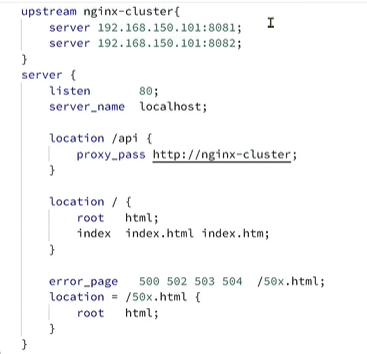 upstream nginx-cluster{
    server 192.168.150.101:8081;
    server 192.168.150.101:8082;
}
server {
    listen       80;
    server_name  localhost;
    location /api {
        proxy_pass http://nginx-cluster;
    }
    location / {
        root   html;
        index  index.html index.htm;
    }
    error_page   500 502 503 504  /50x.html;
    location = /50x.html {
        root   html;
    }
}